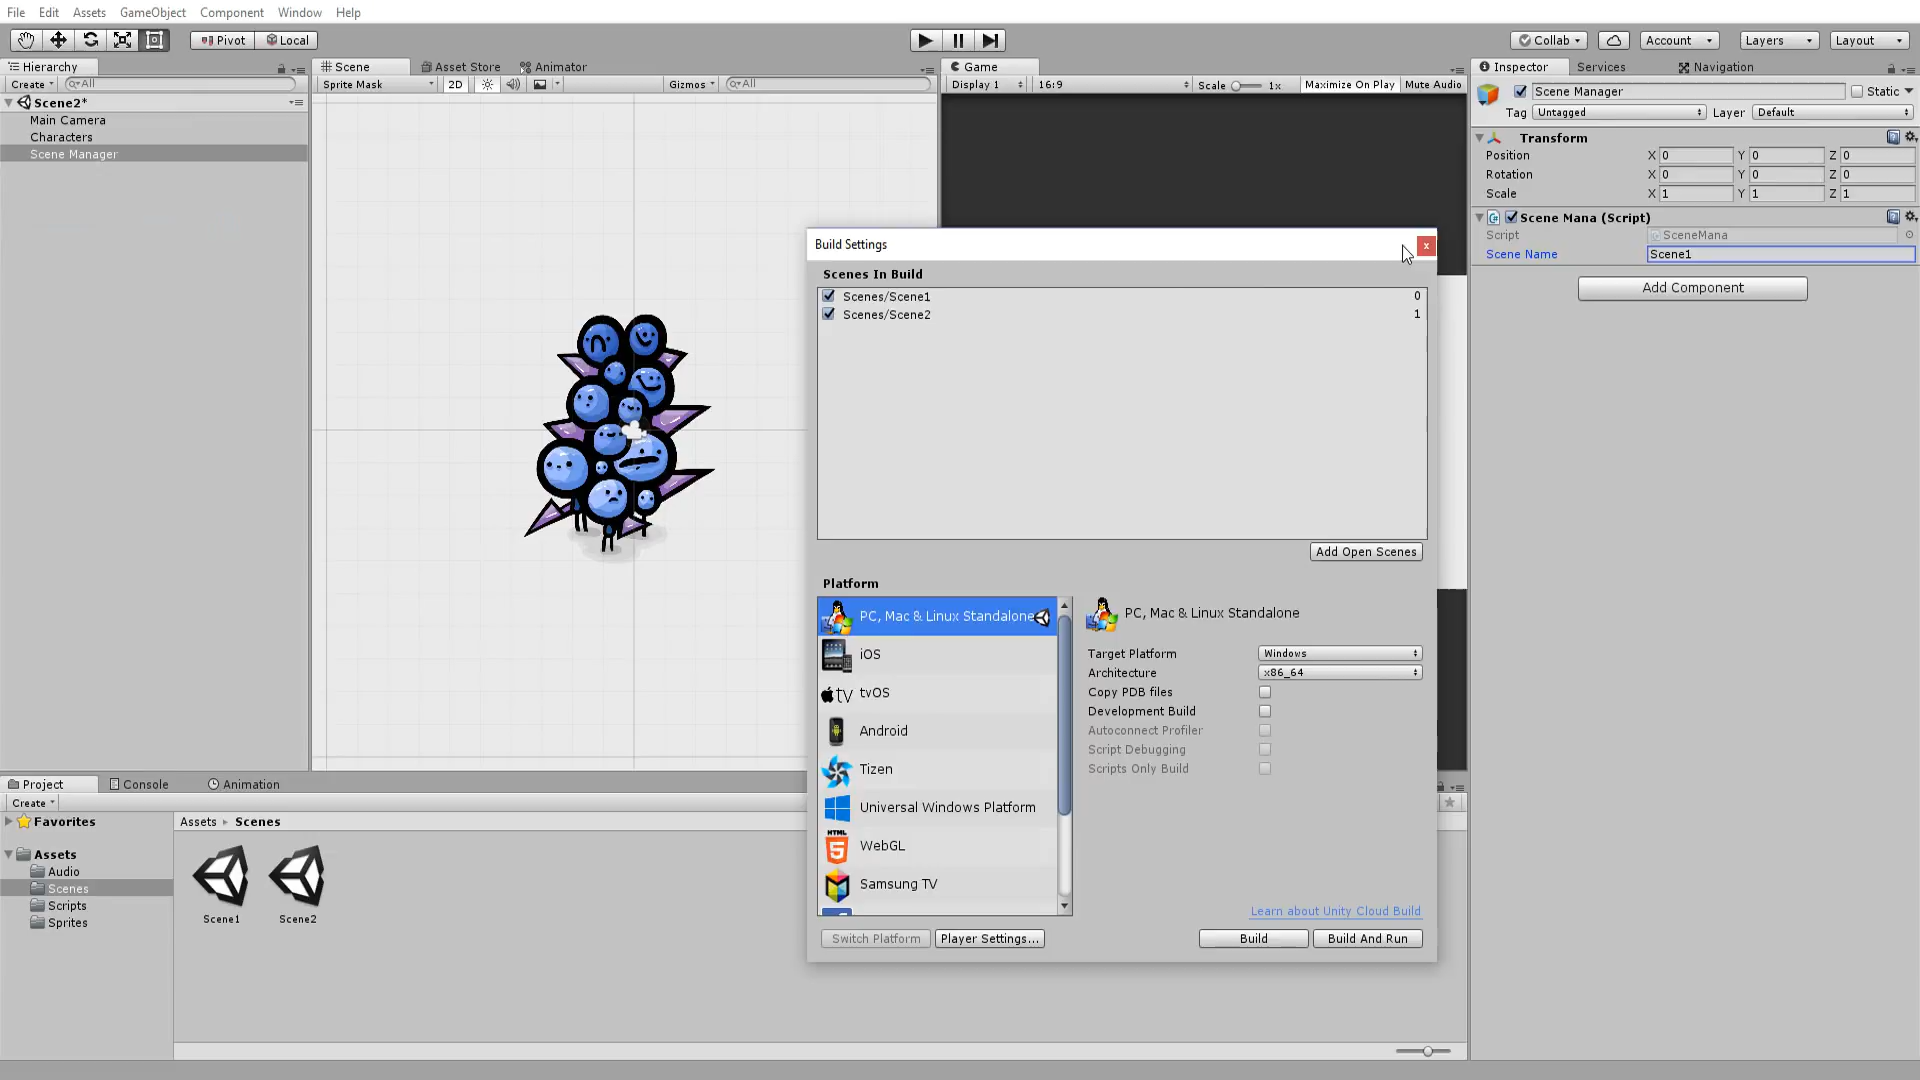 File Edit Assets GameObject Component Window Help
Pivot Local Collab Account Layers Layout
Hierarchy
Create All
Scene2*
Main Camera
Characters
Scene Manager
Scene Asset Store Animator
Sprite Mask 2D Gizmos All
Game
Display 1 16:9 Scale 1x Maximize On Play Mute Audio
Inspector Services Navigation
Scene Manager Static
Tag Untagged Layer Default
Transform
Position X 0 Y 0 Z 0
Rotation X 0 Y 0 Z 0
Scale X 1 Y 1 Z 1
Scene Mana (Script)
Script SceneMana
Scene Name Scene1
Add Component
Build Settings x
Scenes In Build
Scenes/Scene1 0
Scenes/Scene2 1
Add Open Scenes
Platform
PC, Mac & Linux Standalone
iOS
tv tvOS
Android
Tizen
Universal Windows Platform
HTML 5 WebGL
Samsung TV
PC, Mac & Linux Standalone
Target Platform Windows
Architecture x86_64
Copy PDB files
Development Build
Autoconnect Profiler
Script Debugging
Scripts Only Build
Learn about Unity Cloud Build
Switch Platform Player Settings... Build Build And Run
Project Console Animation
Create
Favorites
Assets
Audio
Scenes
Scripts
Sprites
Assets Scenes
Scene1 Scene2